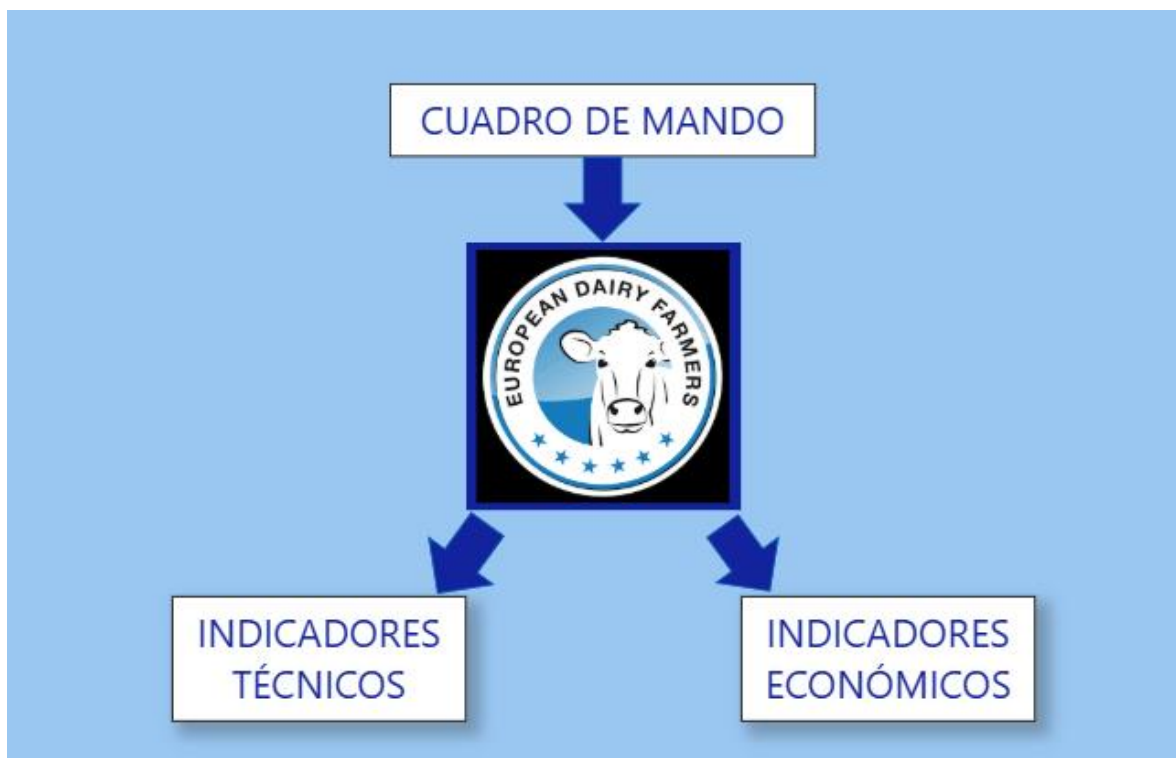 CUADRO DE MANDO
EUROPEAN DAIRY FARMERS
INDICADORES
TÉCNICOS
INDICADORES
ECONÓMICOS